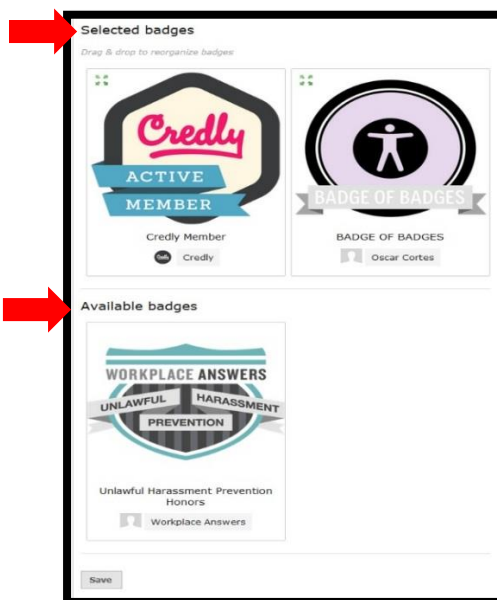 Selected badges
Drag & drop to reorganize badges
Credly
ACTIVE
MEMBER
Credly Member
Credly
BADGE OF BADGES
BADGE OF BADGES
Oscar Cortes
Available badges
WORKPLACE ANSWERS
UNLAWFUL HARASSMENT
PREVENTION
Unlawful Harassment Prevention
Honors
Workplace Answers
Save